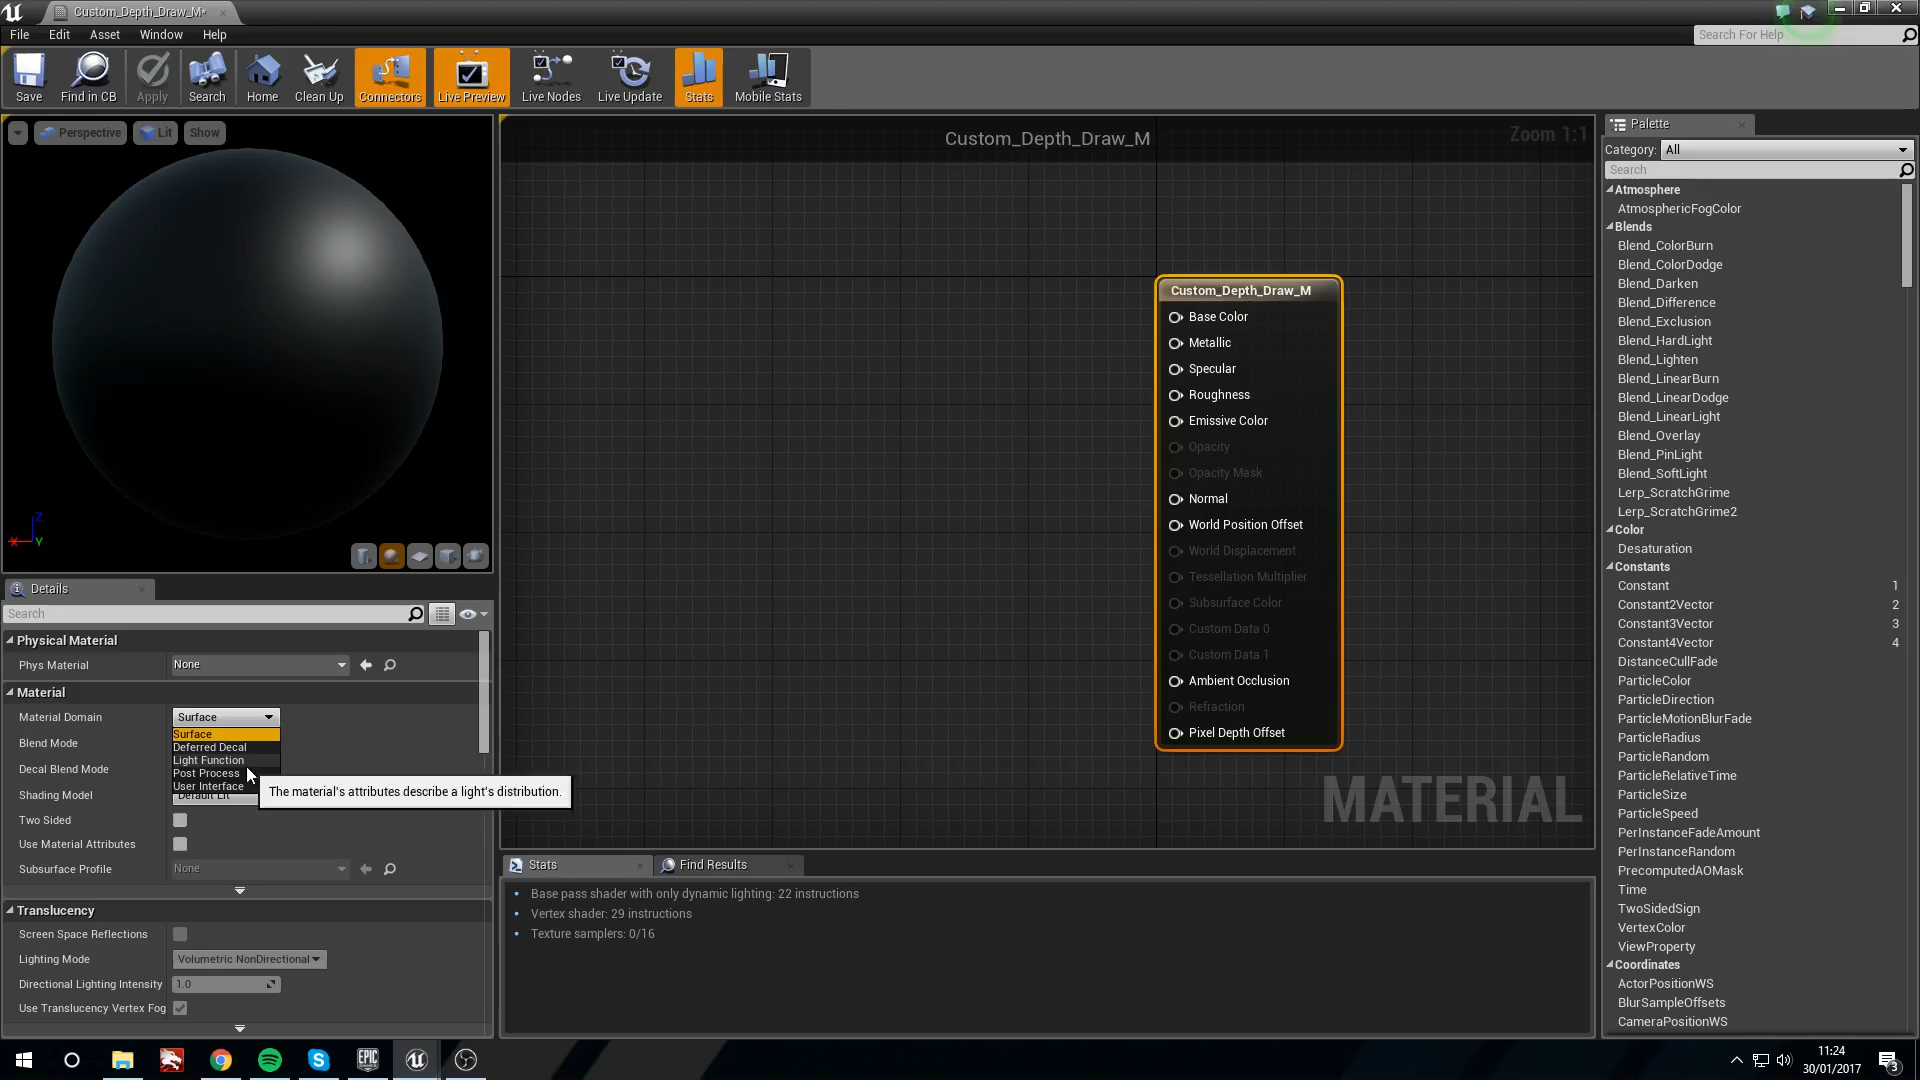 Custom_Depth_Draw_M*
File Edit Asset Window Help
Search For Help
Save Find in CB Apply Search Home Clean Up Connectors Live Preview Live Nodes Live Update Stats Mobile Stats
Perspective Lit Show
Z
X
Y
Details
Search
Physical Material
Phys Material None
Material
Material Domain Surface
Surface
Deferred Decal
Light Function
Post Process
User Interface
Blend Mode
Decal Blend Mode
Shading Model Default Lit
The material's attributes describe a light's distribution.
Two Sided
Use Material Attributes
Subsurface Profile None
Translucency
Screen Space Reflections
Lighting Mode Volumetric NonDirectional
Directional Lighting Intensity 1.0
Use Translucency Vertex Fog
Custom_Depth_Draw_M
Zoom 1:1
Custom_Depth_Draw_M
Base Color
Metallic
Specular
Roughness
Emissive Color
Opacity
Opacity Mask
Normal
World Position Offset
World Displacement
Tessellation Multiplier
Subsurface Color
Custom Data 0
Custom Data 1
Ambient Occlusion
Refraction
Pixel Depth Offset
MATERIAL
Stats Find Results
Base pass shader with only dynamic lighting: 22 instructions
Vertex shader: 29 instructions
Texture samplers: 0/16
Palette
Category: All
Search
Atmosphere
AtmosphericFogColor
Blends
Blend_ColorBurn
Blend_ColorDodge
Blend_Darken
Blend_Difference
Blend_Exclusion
Blend_HardLight
Blend_Lighten
Blend_LinearBurn
Blend_LinearDodge
Blend_LinearLight
Blend_Overlay
Blend_PinLight
Blend_SoftLight
Lerp_ScratchGrime
Lerp_ScratchGrime2
Color
Desaturation
Constants
Constant 1
Constant2Vector 2
Constant3Vector 3
Constant4Vector 4
DistanceCullFade
ParticleColor
ParticleDirection
ParticleMotionBlurFade
ParticleRadius
ParticleRandom
ParticleRelativeTime
ParticleSize
ParticleSpeed
PerInstanceFadeAmount
PerInstanceRandom
PrecomputedAOMask
Time
TwoSidedSign
VertexColor
ViewProperty
Coordinates
ActorPositionWS
BlurSampleOffsets
CameraPositionWS
EPIC
GAMES
11:24
30/01/2017
3